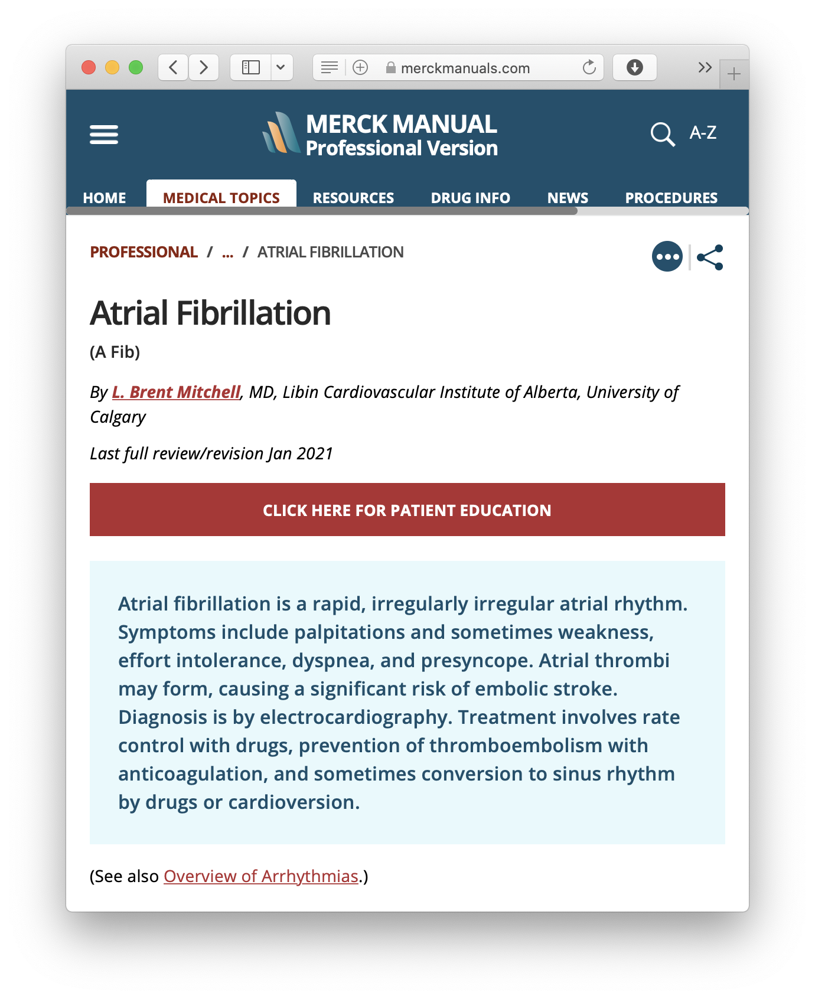 merckmanuals.com
MERCK MANUAL
Professional Version
A-Z
HOME MEDICAL TOPICS RESOURCES DRUG INFO NEWS PROCEDURES
PROFESSIONAL / ... / ATRIAL FIBRILLATION
Atrial Fibrillation
(A Fib)
By L. Brent Mitchell, MD, Libin Cardiovascular Institute of Alberta, University of
Calgary
Last full review/revision Jan 2021
CLICK HERE FOR PATIENT EDUCATION
Atrial fibrillation is a rapid, irregularly irregular atrial rhythm.
Symptoms include palpitations and sometimes weakness,
effort intolerance, dyspnea, and presyncope. Atrial thrombi
may form, causing a significant risk of embolic stroke.
Diagnosis is by electrocardiography. Treatment involves rate
control with drugs, prevention of thromboembolism with
anticoagulation, and sometimes conversion to sinus rhythm
by drugs or cardioversion.
(See also Overview of Arrhythmias.)